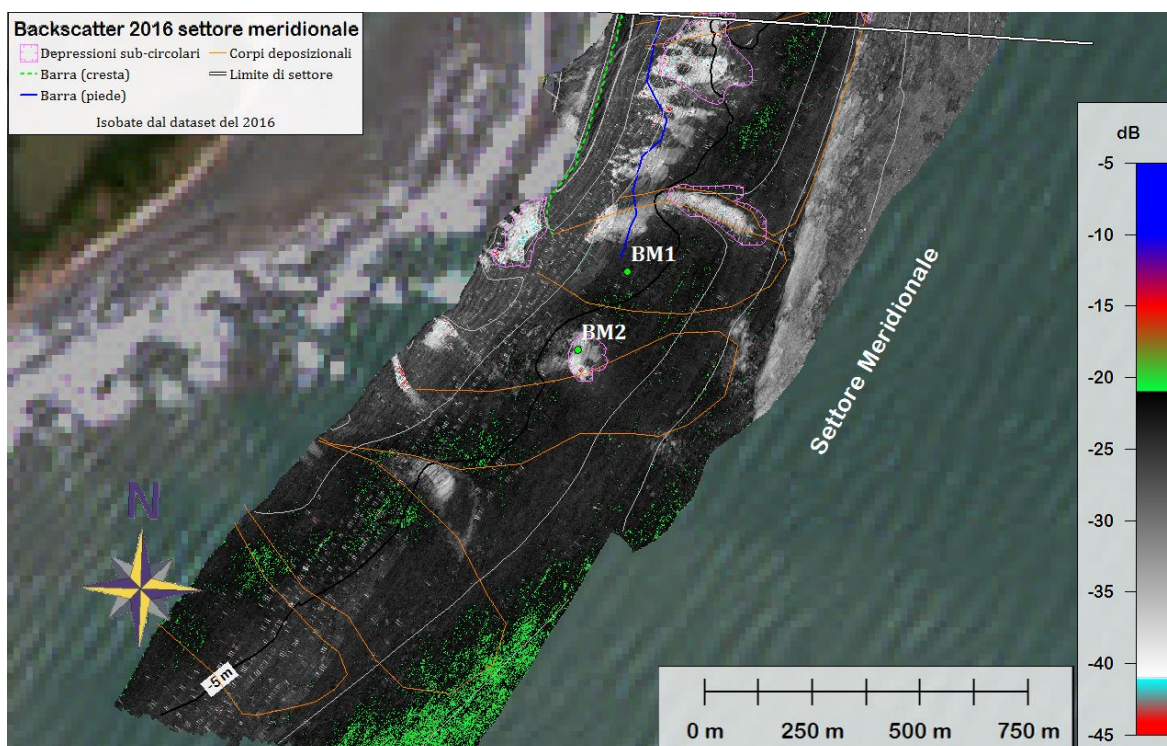 Backscatter 2016 settore meridionale
Depressioni sub-circolari
Corpi deposizionali
Barra (cresta)
Limite di settore
Barra (piede)
Isobate dal dataset del 2016
dB
-5
-10
-15
-20
-25
-30
-35
-40
-45
BM1
BM2
Settore Meridionale
N
-5 m
0 m
250 m
500 m
750 m